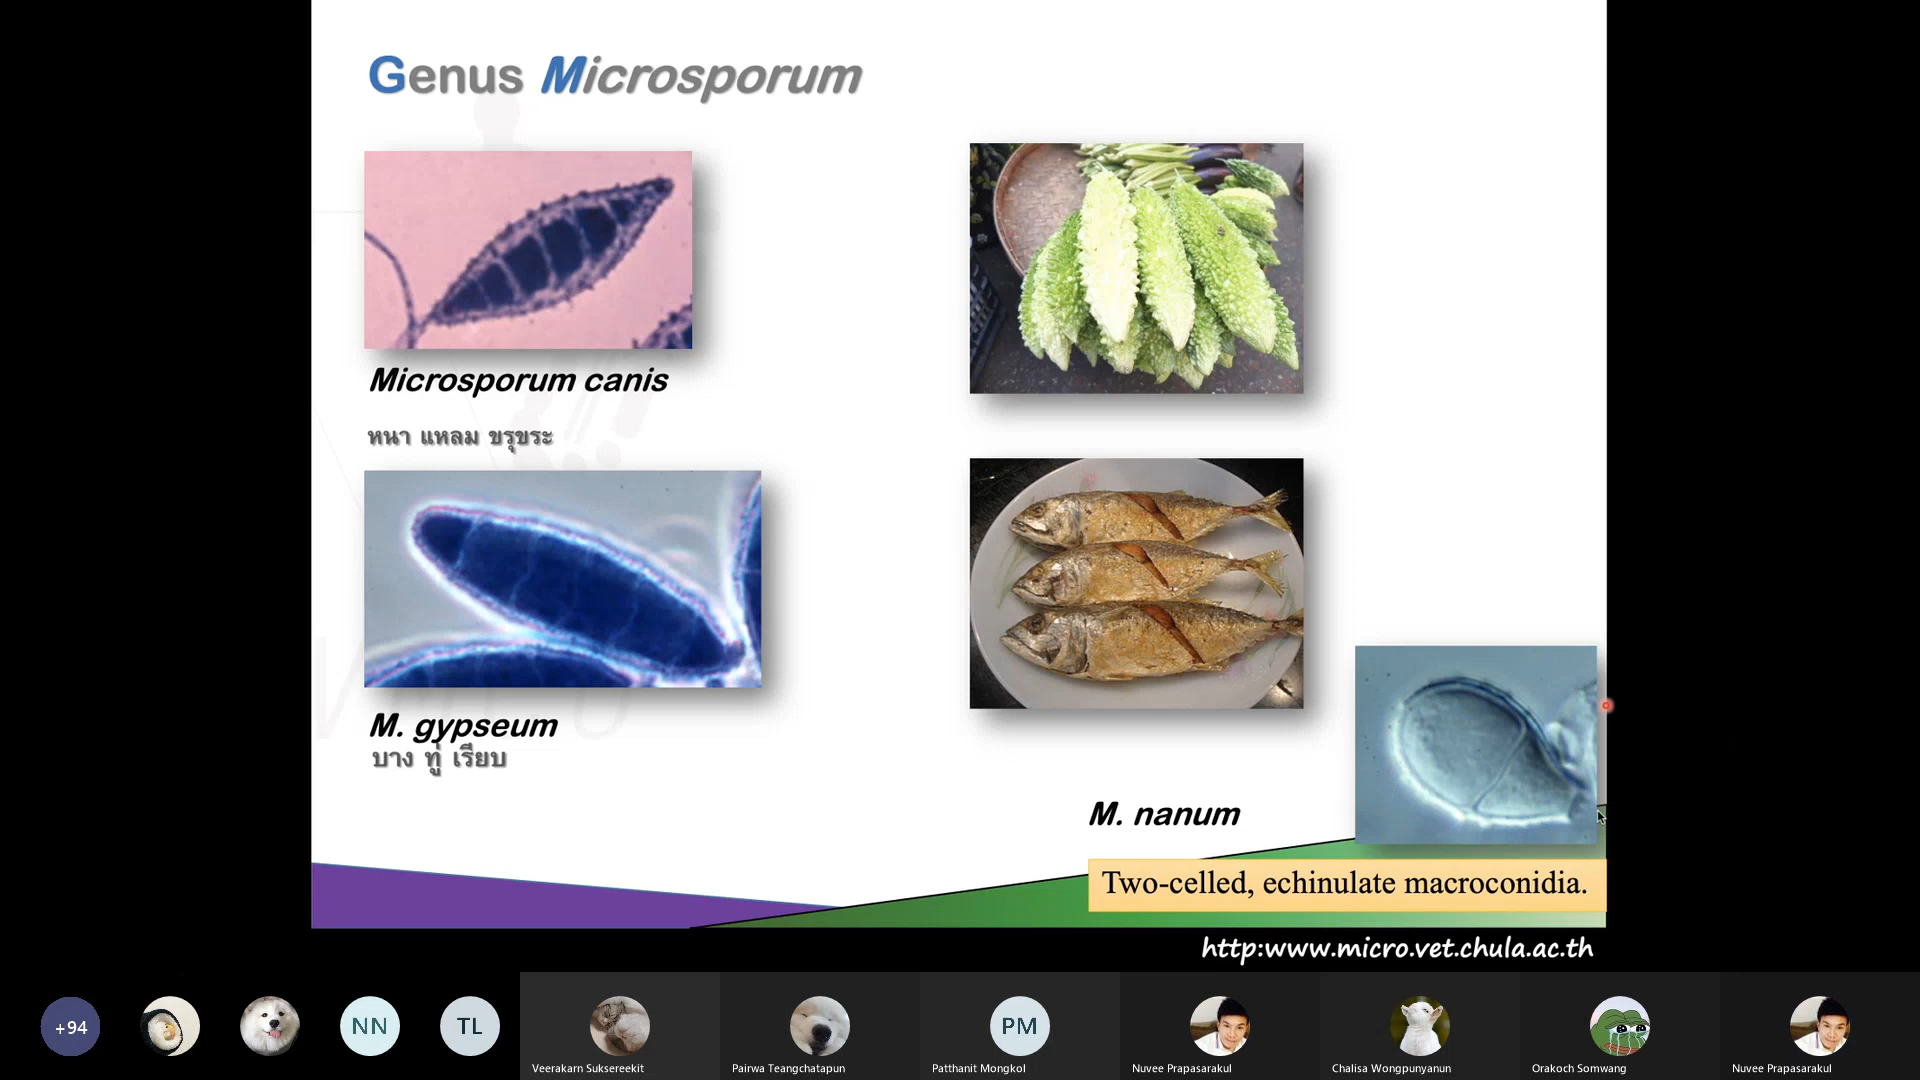 Genus Microsporum
Microsporum canis
หนา แหลม ขรุขระ
M. gypseum
บาง ทู่ เรียบ
M. nanum
Two-celled, echinulate macroconidia.
http:www.micro.vet.chula.ac.th
+94
NN
TL
PM
Veerakarn Suksereekit
Pairwa Teangchatapun
Patthanit Mongkol
Nuvee Prapasarakul
Chalisa Wongpunyanun
Orakoch Somwang
Nuvee Prapasarakul